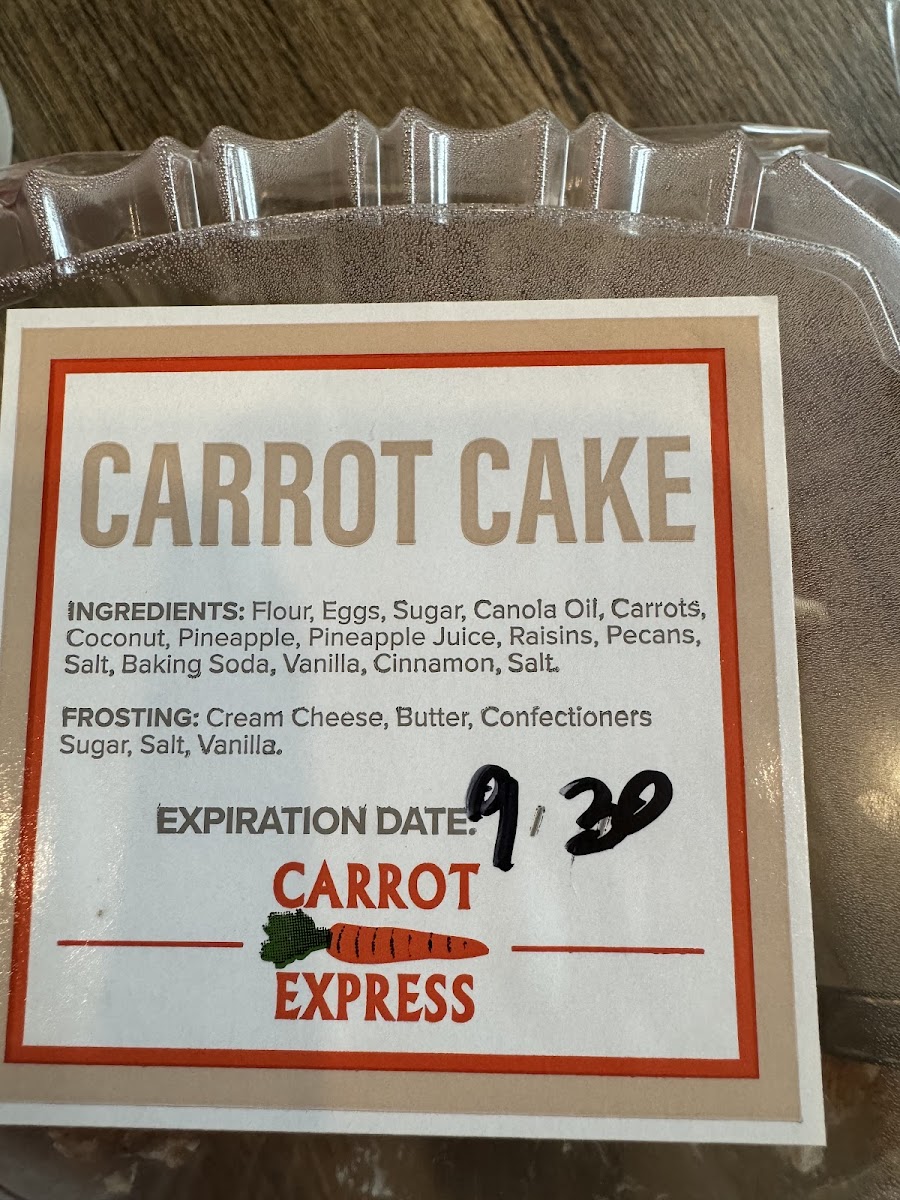 CARROT CAKE
INGREDIENTS: Flour, Eggs, Sugar, Canola Oil, Carrots,
Coconut, Pineapple, Pineapple Juice, Raisins, Pecans,
Salt, Baking Soda, Vanilla, Cinnamon, Salt.
FROSTING: Cream Cheese, Butter, Confectioners
Sugar, Salt, Vanilla.
EXPIRATION DATE: 9 / 30
CARROT
EXPRESS